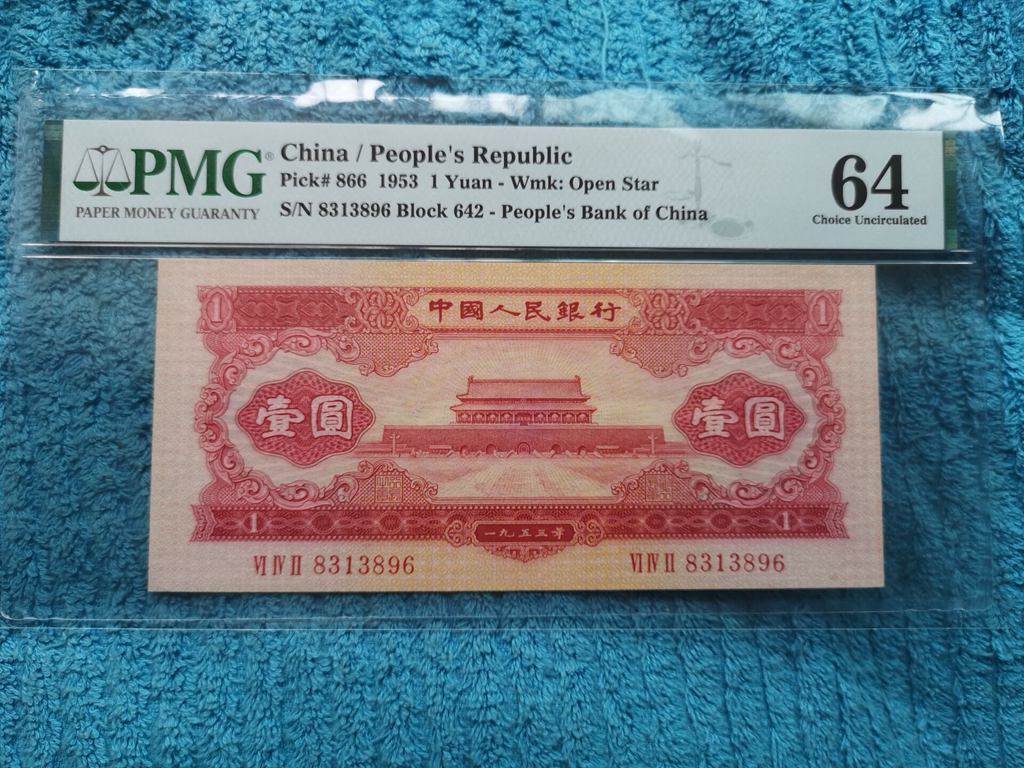 PMG®
PAPER MONEY GUARANTY
China / People's Republic
Pick# 866 1953 1 Yuan - Wmk: Open Star
S/N 8313896 Block 642 - People's Bank of China
64
Choice Uncirculated
1 中國人民銀行 1
壹圓 壹圓
1 一九五三年 1
VI IV II 8313896 VI IV II 8313896